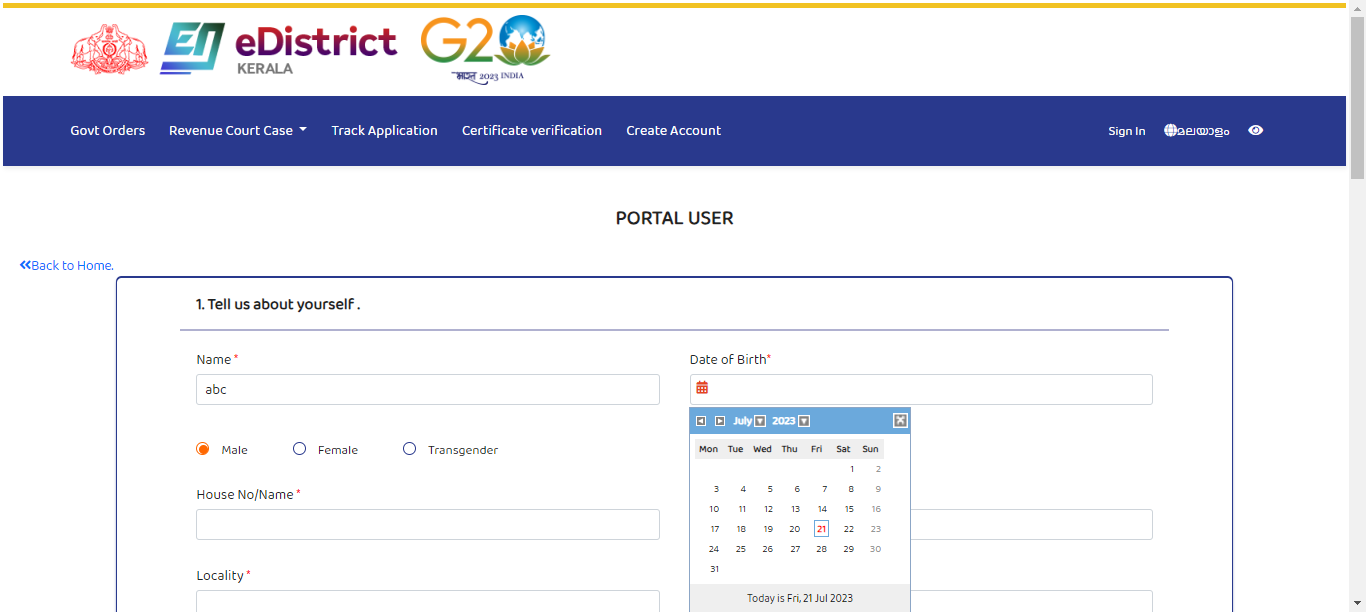 eDistrict
KERALA
G20
भारत 2023 INDIA
Govt Orders Revenue Court Case Track Application Certificate verification Create Account Sign In മലയാളം
PORTAL USER
Back to Home.
1. Tell us about yourself .
Name * Date of Birth*
abc
July 2023
Mon Tue Wed Thu Fri Sat Sun
1 2
3 4 5 6 7 8 9
10 11 12 13 14 15 16
17 18 19 20 21 22 23
24 25 26 27 28 29 30
31
Today is Fri, 21 Jul 2023
Male Female Transgender
House No/Name *
Locality *